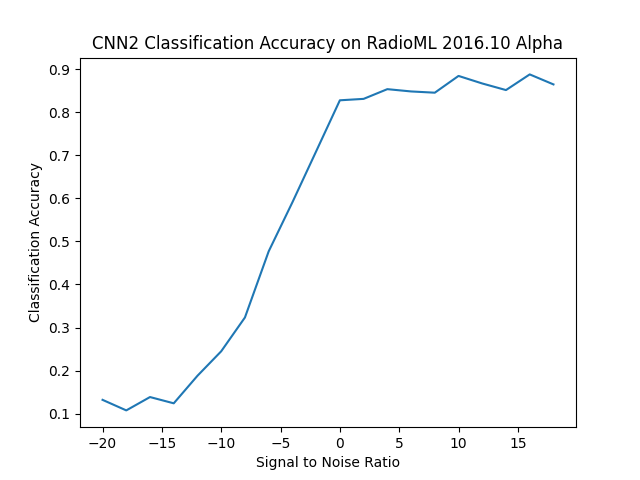 CNN2 Classification Accuracy on RadioML 2016.10 Alpha
0.9
0.8
0.7
0.6
0.5
0.4
0.3
0.2
0.1
Classification Accuracy
−20 −15 −10 −5 0 5 10 15
Signal to Noise Ratio